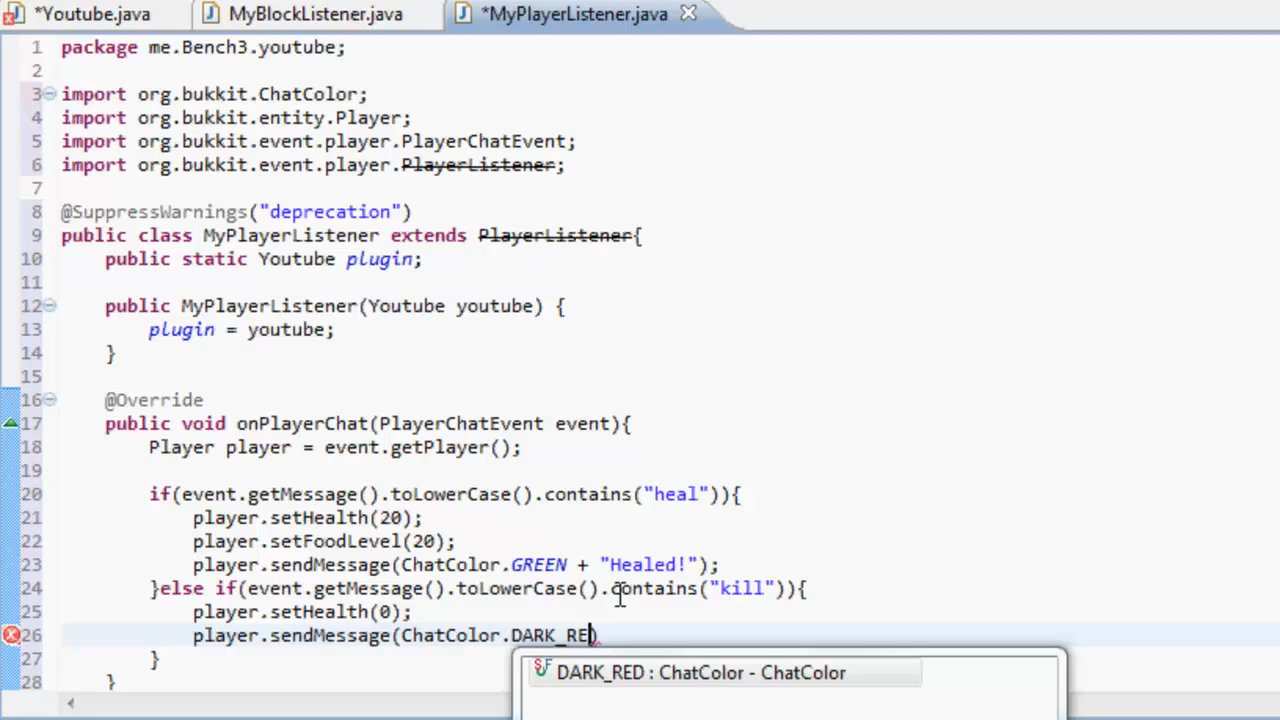 *Youtube.java MyBlockListener.java *MyPlayerListener.java
1 package me.Bench3.youtube;
2
3 import org.bukkit.ChatColor;
4 import org.bukkit.entity.Player;
5 import org.bukkit.event.player.PlayerChatEvent;
6 import org.bukkit.event.player.PlayerListener;
7
8 @SuppressWarnings("deprecation")
9 public class MyPlayerListener extends PlayerListener{
10 public static Youtube plugin;
11
12 public MyPlayerListener(Youtube youtube) {
13 plugin = youtube;
14 }
15
16 @Override
17 public void onPlayerChat(PlayerChatEvent event){
18 Player player = event.getPlayer();
19
20 if(event.getMessage().toLowerCase().contains("heal")){
21 player.setHealth(20);
22 player.setFoodLevel(20);
23 player.sendMessage(ChatColor.GREEN + "Healed!");
24 }else if(event.getMessage().toLowerCase().contains("kill")){
25 player.setHealth(0);
26 player.sendMessage(ChatColor.DARK_RE)
27 }
28 }
DARK_RED : ChatColor - ChatColor